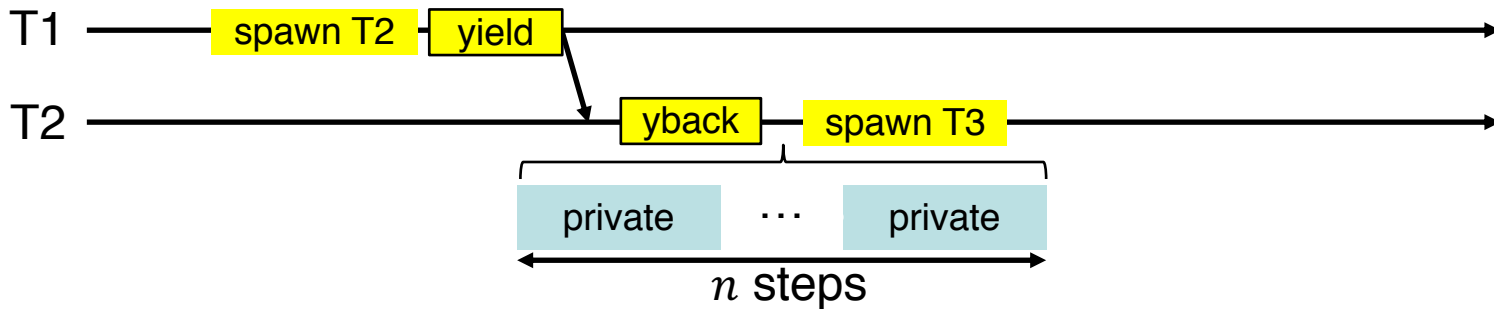 T1 spawn T2 yield
T2 yback spawn T3
private ... private
n steps